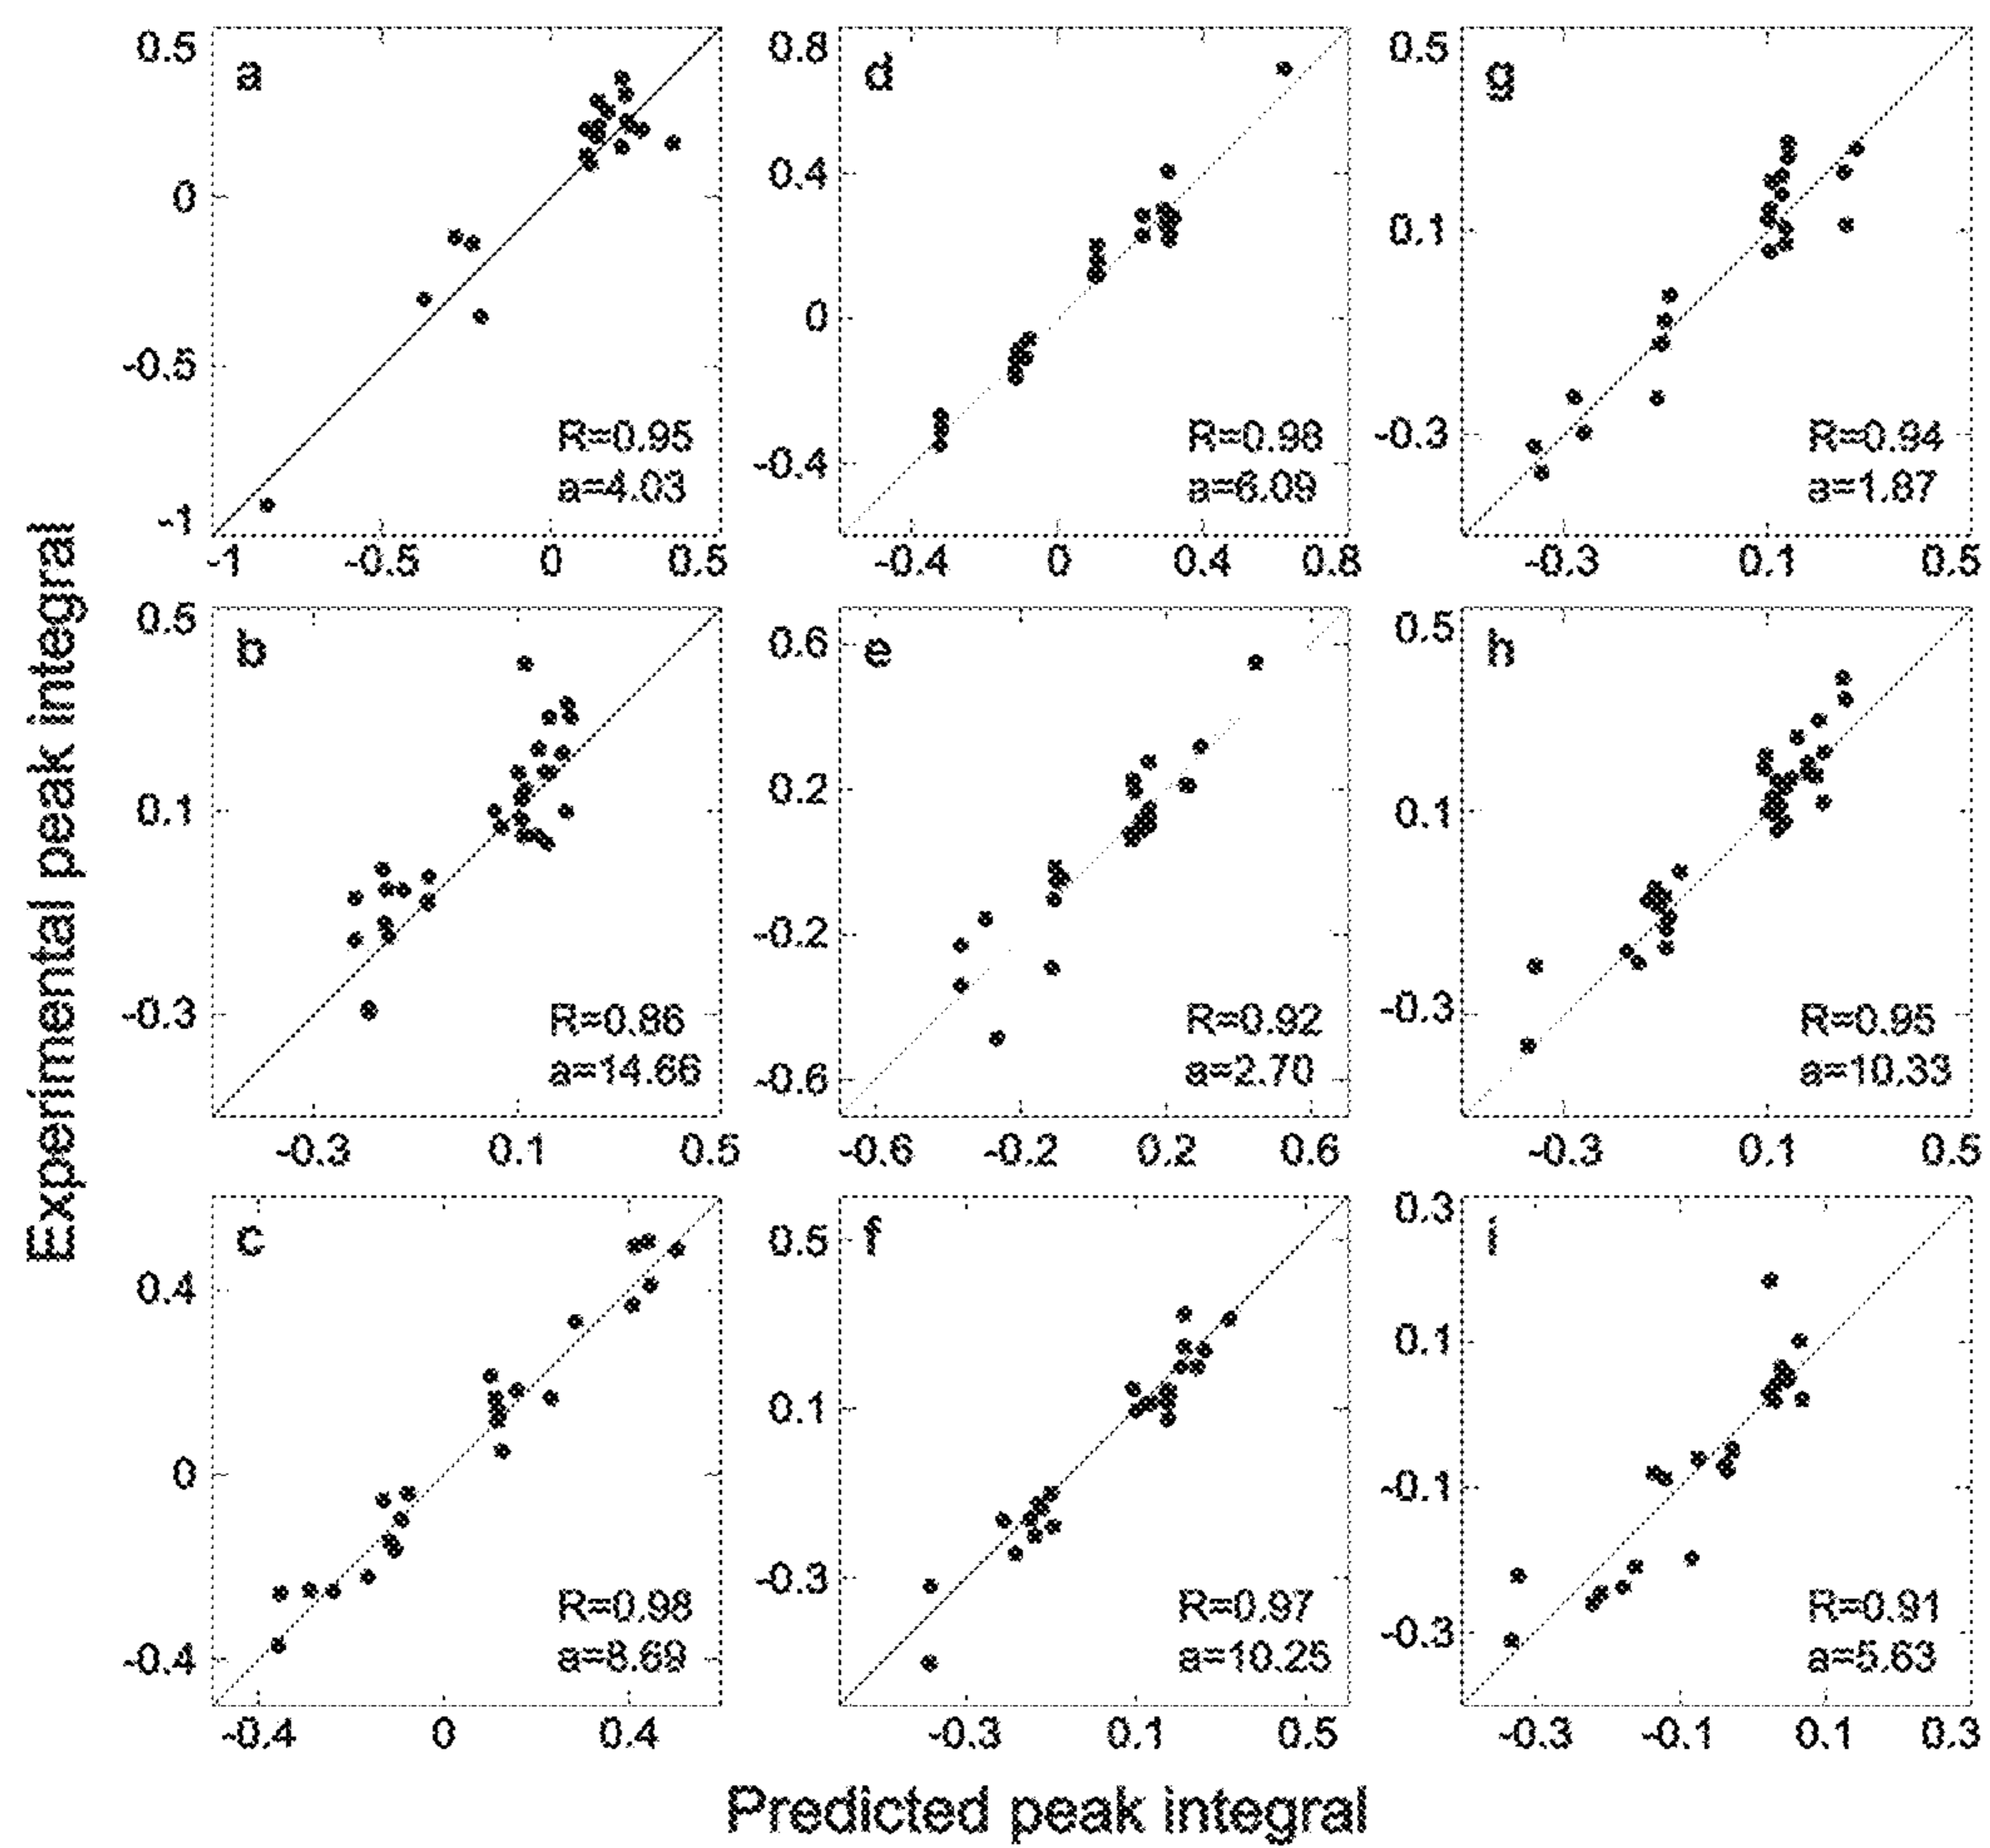 Experimental peak integral
0.5
a
0
-0.5
-1
R=0.95
a=4.03
-1 -0.5 0 0.5
0.8
d
0.4
0
-0.4
R=0.98
a=6.09
-0.4 0 0.4 0.8
0.5
g
0.1
-0.3
R=0.94
a=1.87
-0.3 0.1 0.5
0.5
b
0.1
-0.3
R=0.86
a=14.66
-0.3 0.1 0.5
0.6
e
0.2
-0.2
-0.6
R=0.92
a=2.70
-0.6 -0.2 0.2 0.6
0.5
h
0.1
-0.3
R=0.95
a=10.33
-0.3 0.1 0.5
c
0.4
0
-0.4
R=0.98
a=8.69
-0.4 0 0.4
0.5
f
0.1
-0.3
R=0.97
a=10.25
-0.3 0.1 0.5
0.3
i
0.1
-0.1
-0.3
R=0.91
a=5.63
-0.3 -0.1 0.1 0.3
Predicted peak integral